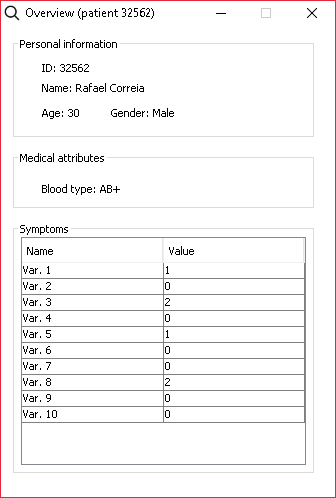 Overview (patient 32562)
Personal information
ID: 32562
Name: Rafael Correia
Age: 30 Gender: Male
Medical attributes
Blood type: AB+
Symptoms
Name Value
Var. 1 1
Var. 2 0
Var. 3 2
Var. 4 0
Var. 5 1
Var. 6 0
Var. 7 0
Var. 8 2
Var. 9 0
Var. 10 0